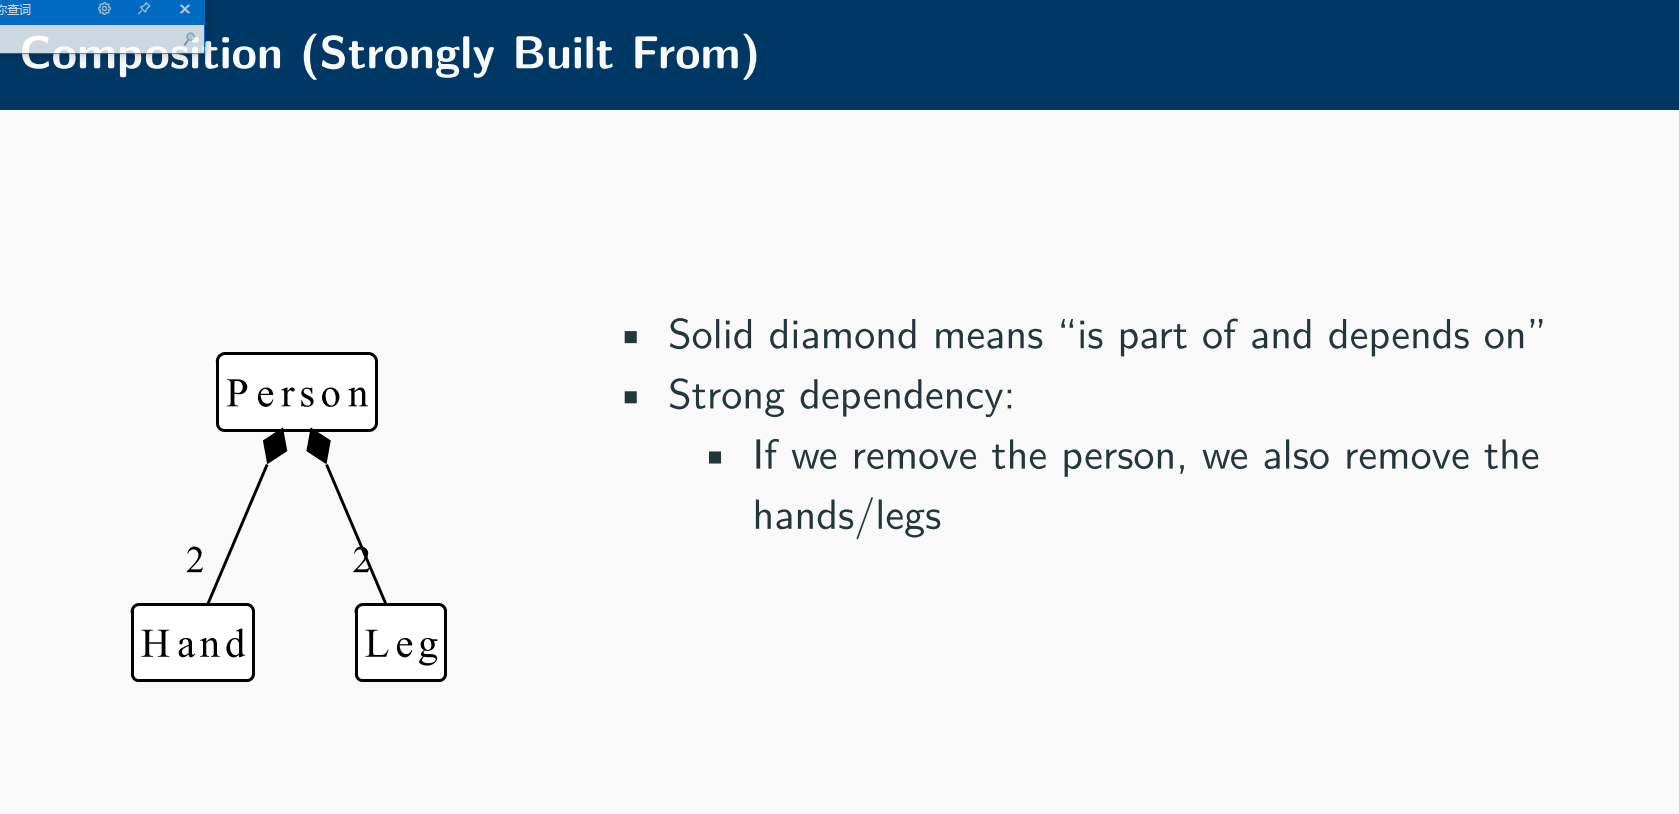 你查词
Composition (Strongly Built From)
■ Solid diamond means “is part of and depends on”
■ Strong dependency:
■ If we remove the person, we also remove the
hands/legs
Person
2 2
Hand Leg